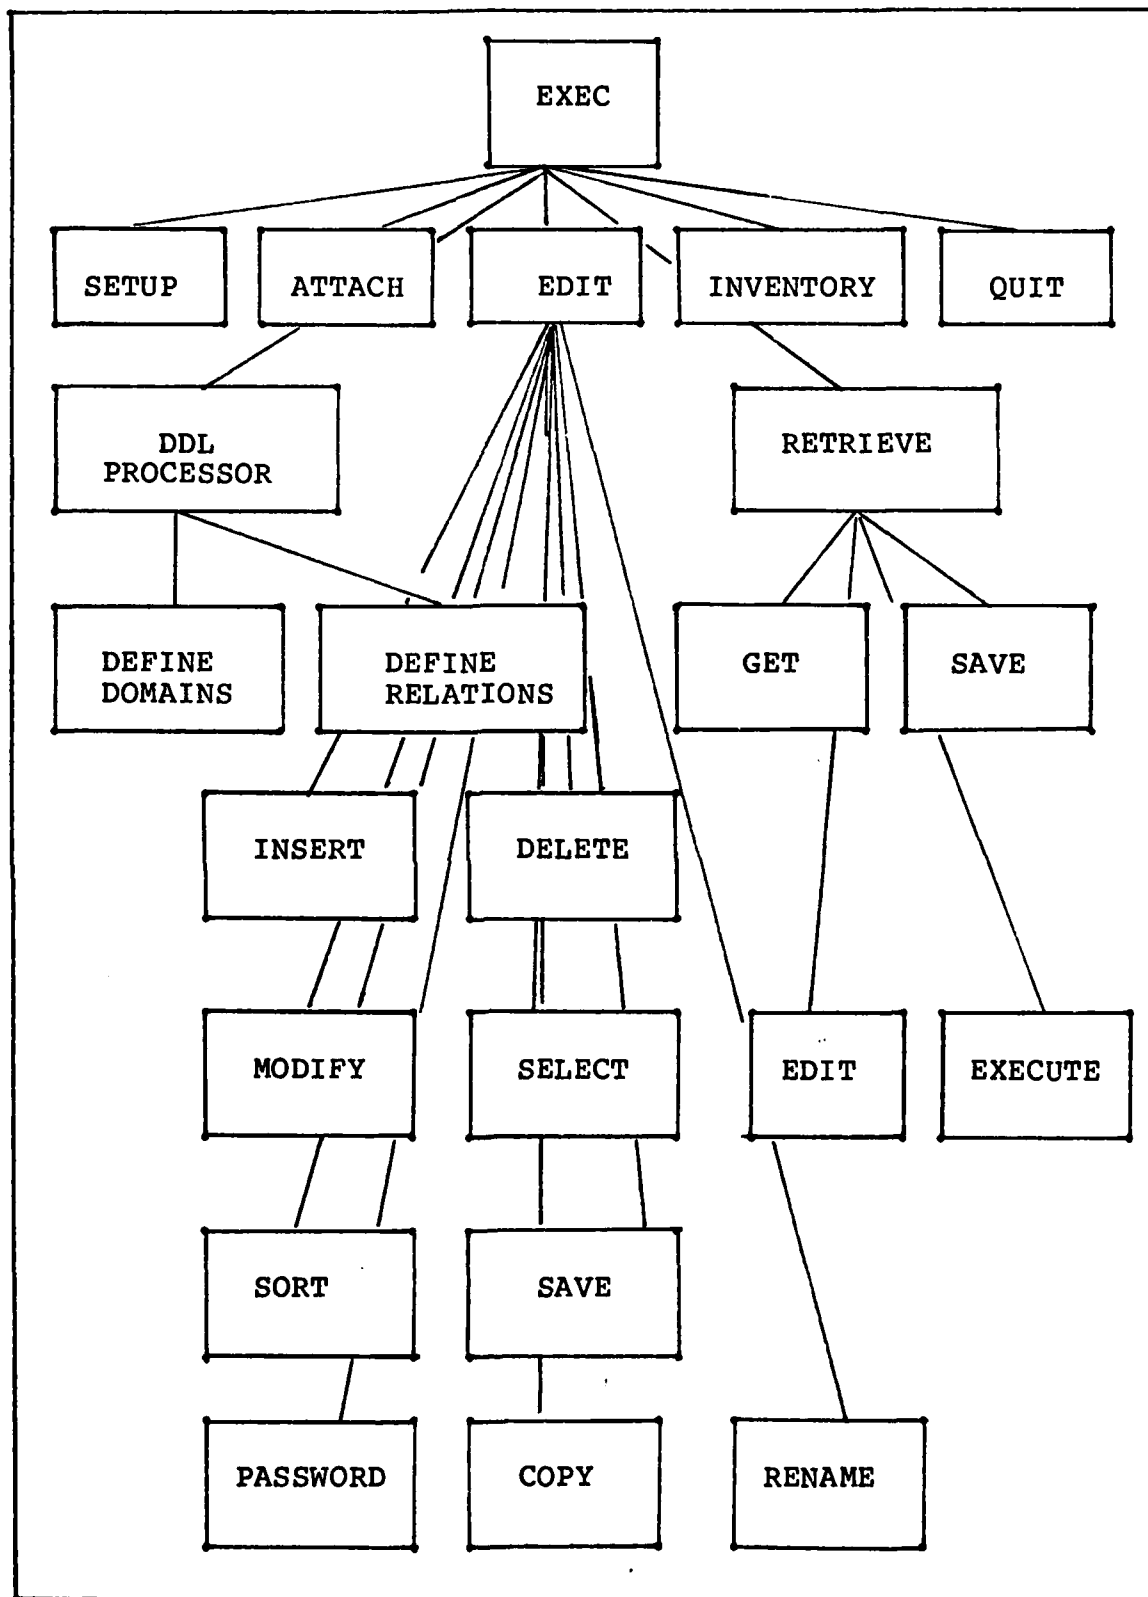 EXEC
SETUP
ATTACH
EDIT
INVENTORY
QUIT
DDL
PROCESSOR
RETRIEVE
DEFINE
DOMAINS
DEFINE
RELATIONS
GET
SAVE
INSERT
DELETE
MODIFY
SELECT
EDIT
EXECUTE
SORT
SAVE
PASSWORD
COPY
RENAME